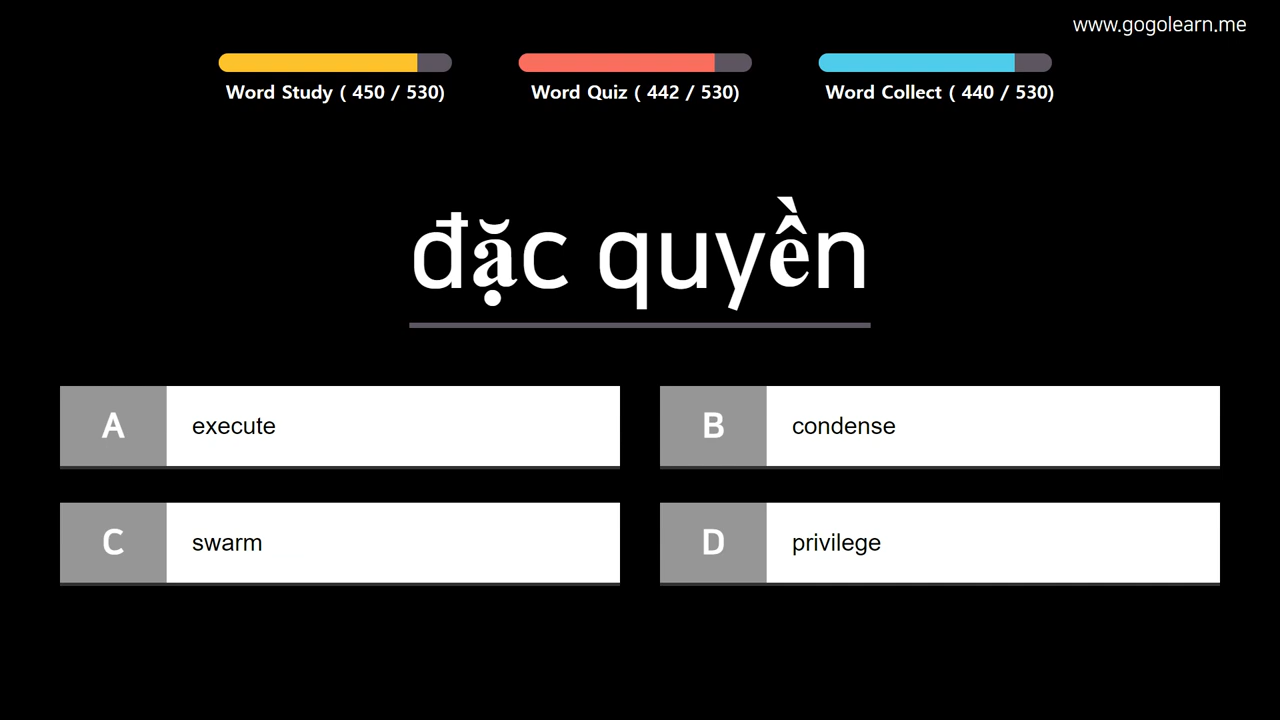 www.gogolearn.me
Word Study ( 450 / 530)
Word Quiz ( 442 / 530)
Word Collect ( 440 / 530)
đặc quyền
A execute
B condense
C swarm
D privilege